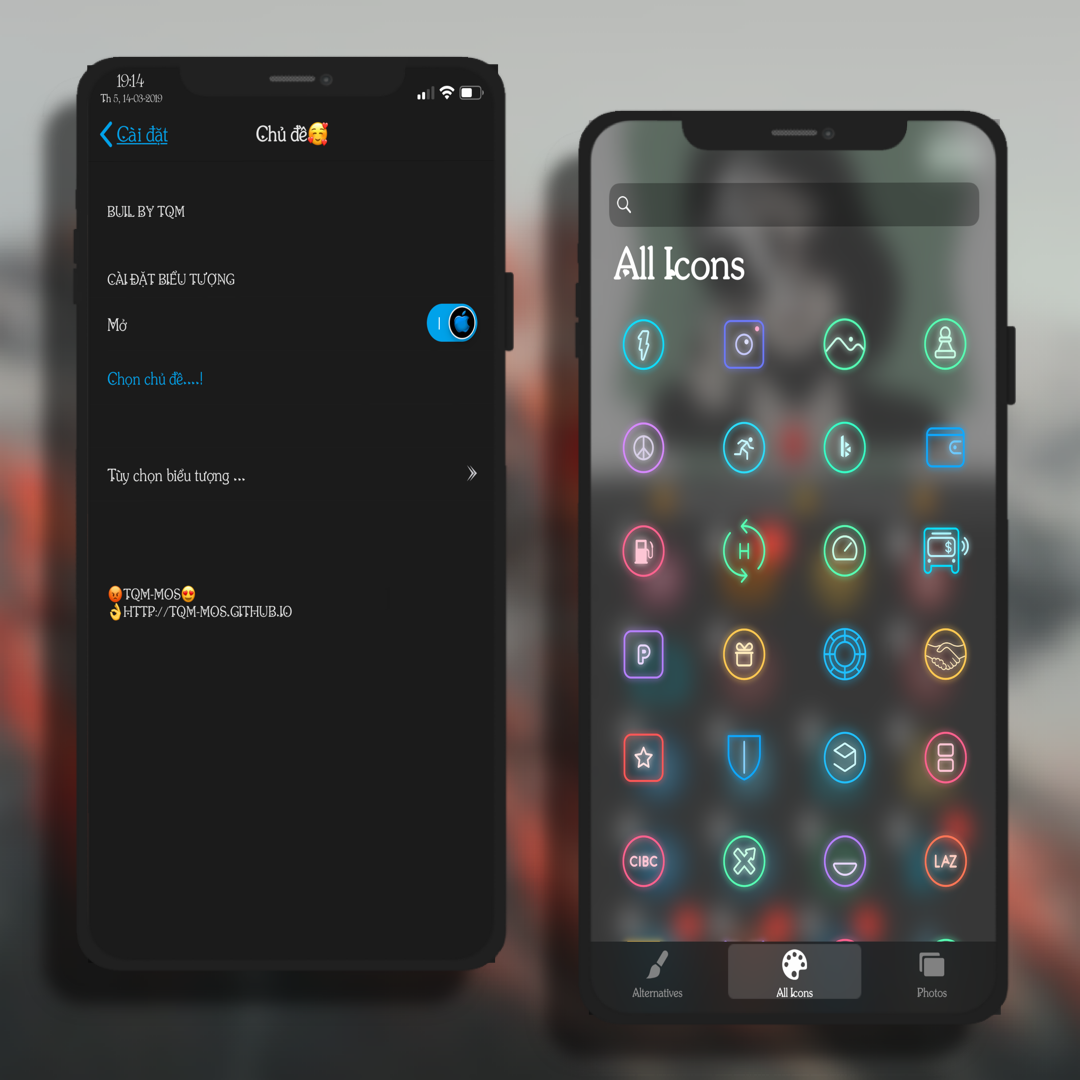 19:14
Th 5, 14-03-2019
Cài đặt
Chủ đề🥰
BUIL BY TQM
CÀI ĐẶT BIỂU TƯỢNG
Mở
Chọn chủ đề....!
Tùy chọn biểu tượng ...
😡TQM-MOS😍
👌HTTP://TQM-MOS.GITHUB.IO
All Icons
H
$
P
CIBC
LAZ
Alternatives
All Icons
Photos